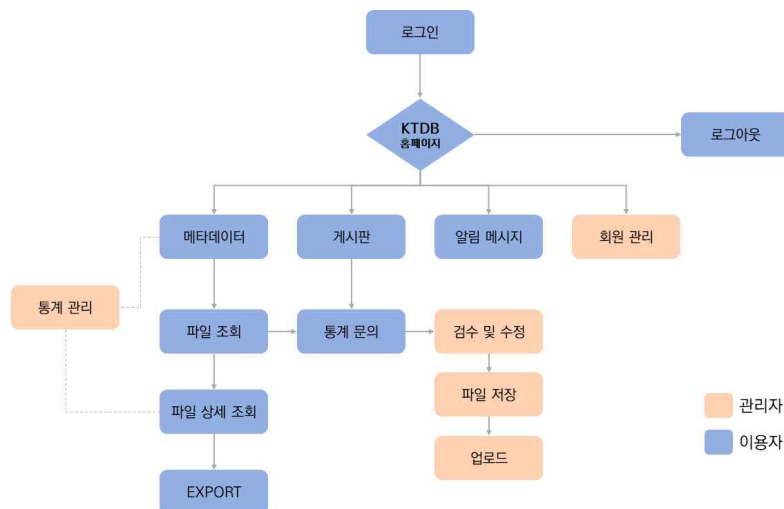 로그인
KTDB
홈페이지
로그아웃
메타데이터
게시판
알림 메시지
회원 관리
통계 관리
파일 조회
통계 문의
검수 및 수정
파일 상세 조회
파일 저장
관리자
이용자
업로드
EXPORT